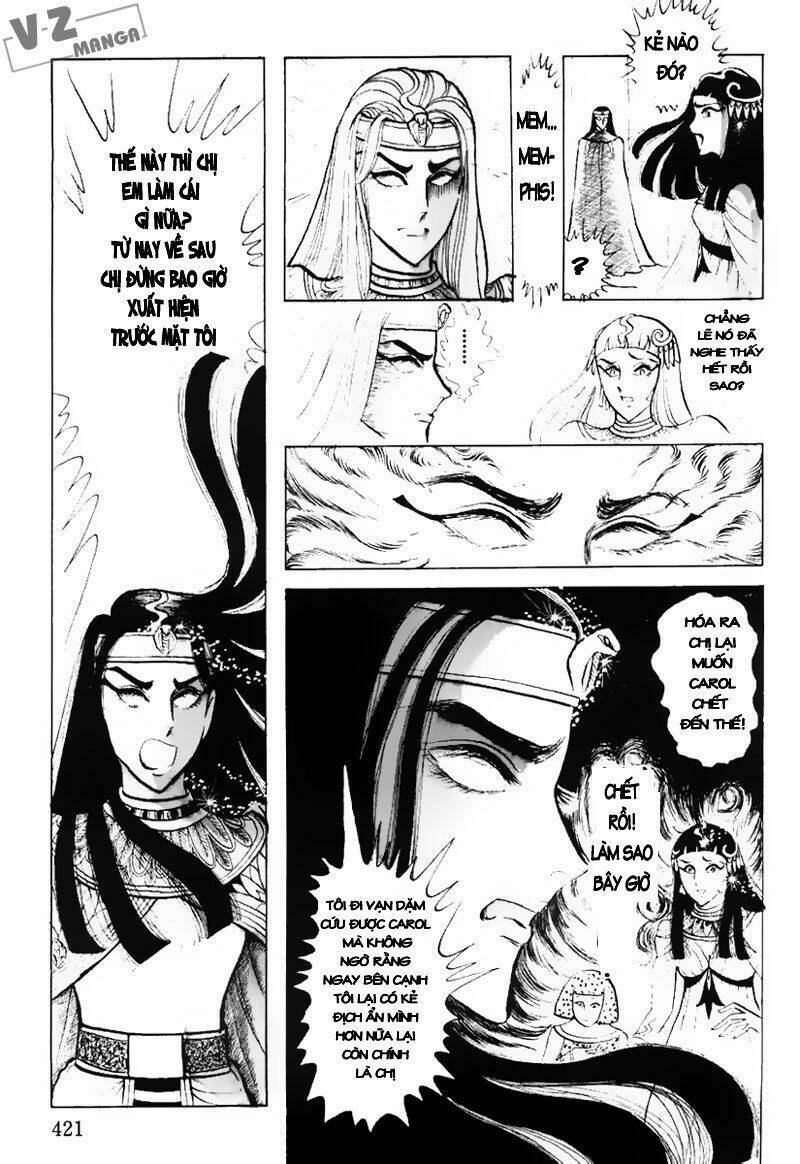 V-Z
MANGA
KẺ NÀO
ĐÓ?
?
MEM...
MEM-
PHIS!
CHẲNG
LẼ NÓ ĐÃ
NGHE THẤY
HẾT RỒI
SAO?
........
HÓA RA
CHỊ LẠI
MUỐN
CAROL
CHẾT
ĐẾN THẾ!
CHẾT
RỒI!
LÀM SAO
BÂY GIỜ
TÔI ĐI VẠN DẶM
CỨU ĐƯỢC CAROL
MÀ KHÔNG
NGỜ RẰNG
NGAY BÊN CẠNH
TÔI LẠI CÓ KẺ
ĐỊCH ẨN MÌNH
HƠN NỮA LẠI
CÒN CHÍNH
LÀ CHỊ
THẾ NÀY THÌ CHỊ
EM LÀM CÁI
GÌ NỮA?
TỪ NAY VỀ SAU
CHỊ ĐỪNG BAO GIỜ
XUẤT HIỆN
TRƯỚC MẶT TÔI
421